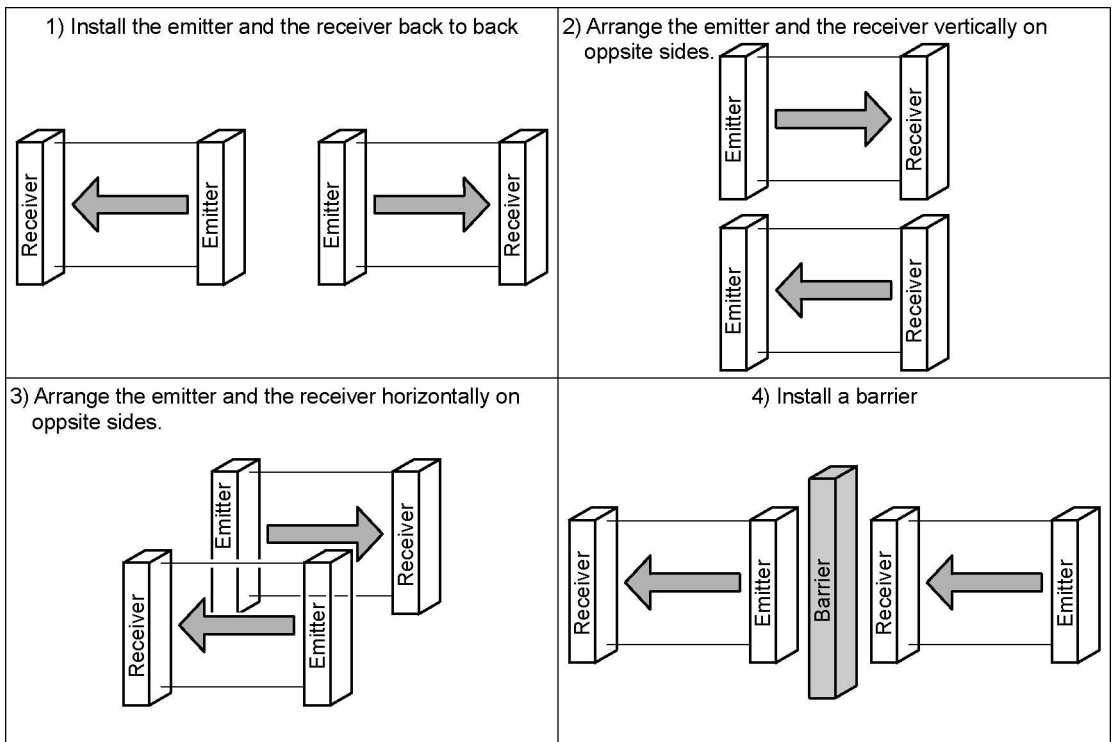 1) Install the emitter and the receiver back to back
Receiver
Emitter
Emitter
Receiver
2) Arrange the emitter and the receiver vertically on
oppsite sides.
Emitter
Receiver
Emitter
Receiver
3) Arrange the emitter and the receiver horizontally on
oppsite sides.
Emitter
Receiver
Receiver
Emitter
4) Install a barrier
Receiver
Emitter
Barrier
Receiver
Emitter